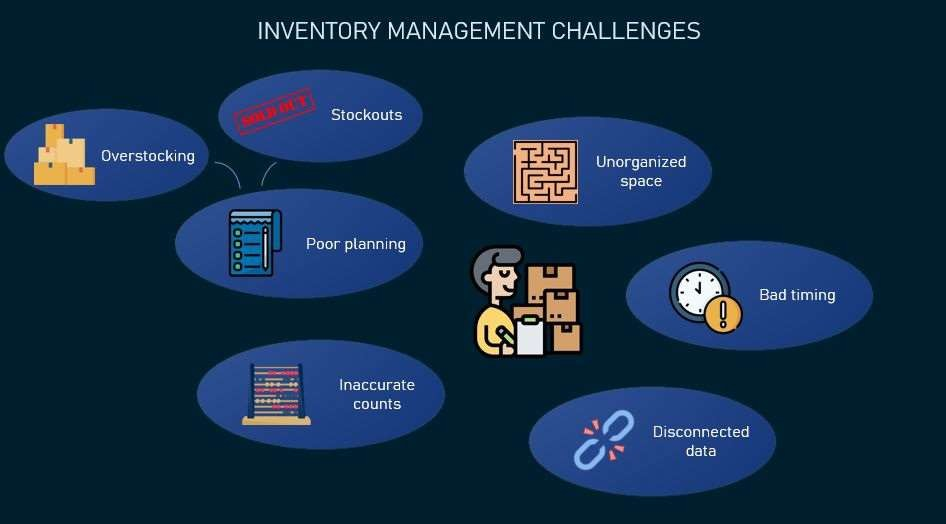 INVENTORY MANAGEMENT CHALLENGES
SOLD OUT
Stockouts
Overstocking
Unorganized
space
Poor planning
Bad timing
Inaccurate
counts
Disconnected
data